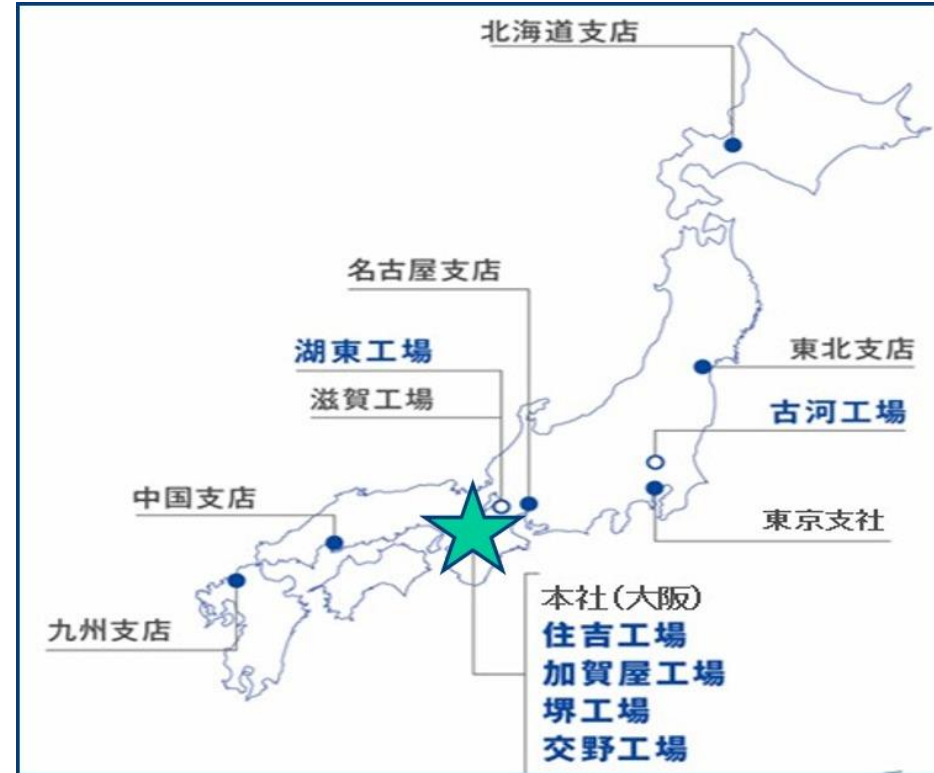 北海道支店
名古屋支店
湖東工場
東北支店
滋賀工場
古河工場
中国支店
東京支社
本社(大阪)
九州支店
住吉工場
加賀屋工場
堺工場
交野工場